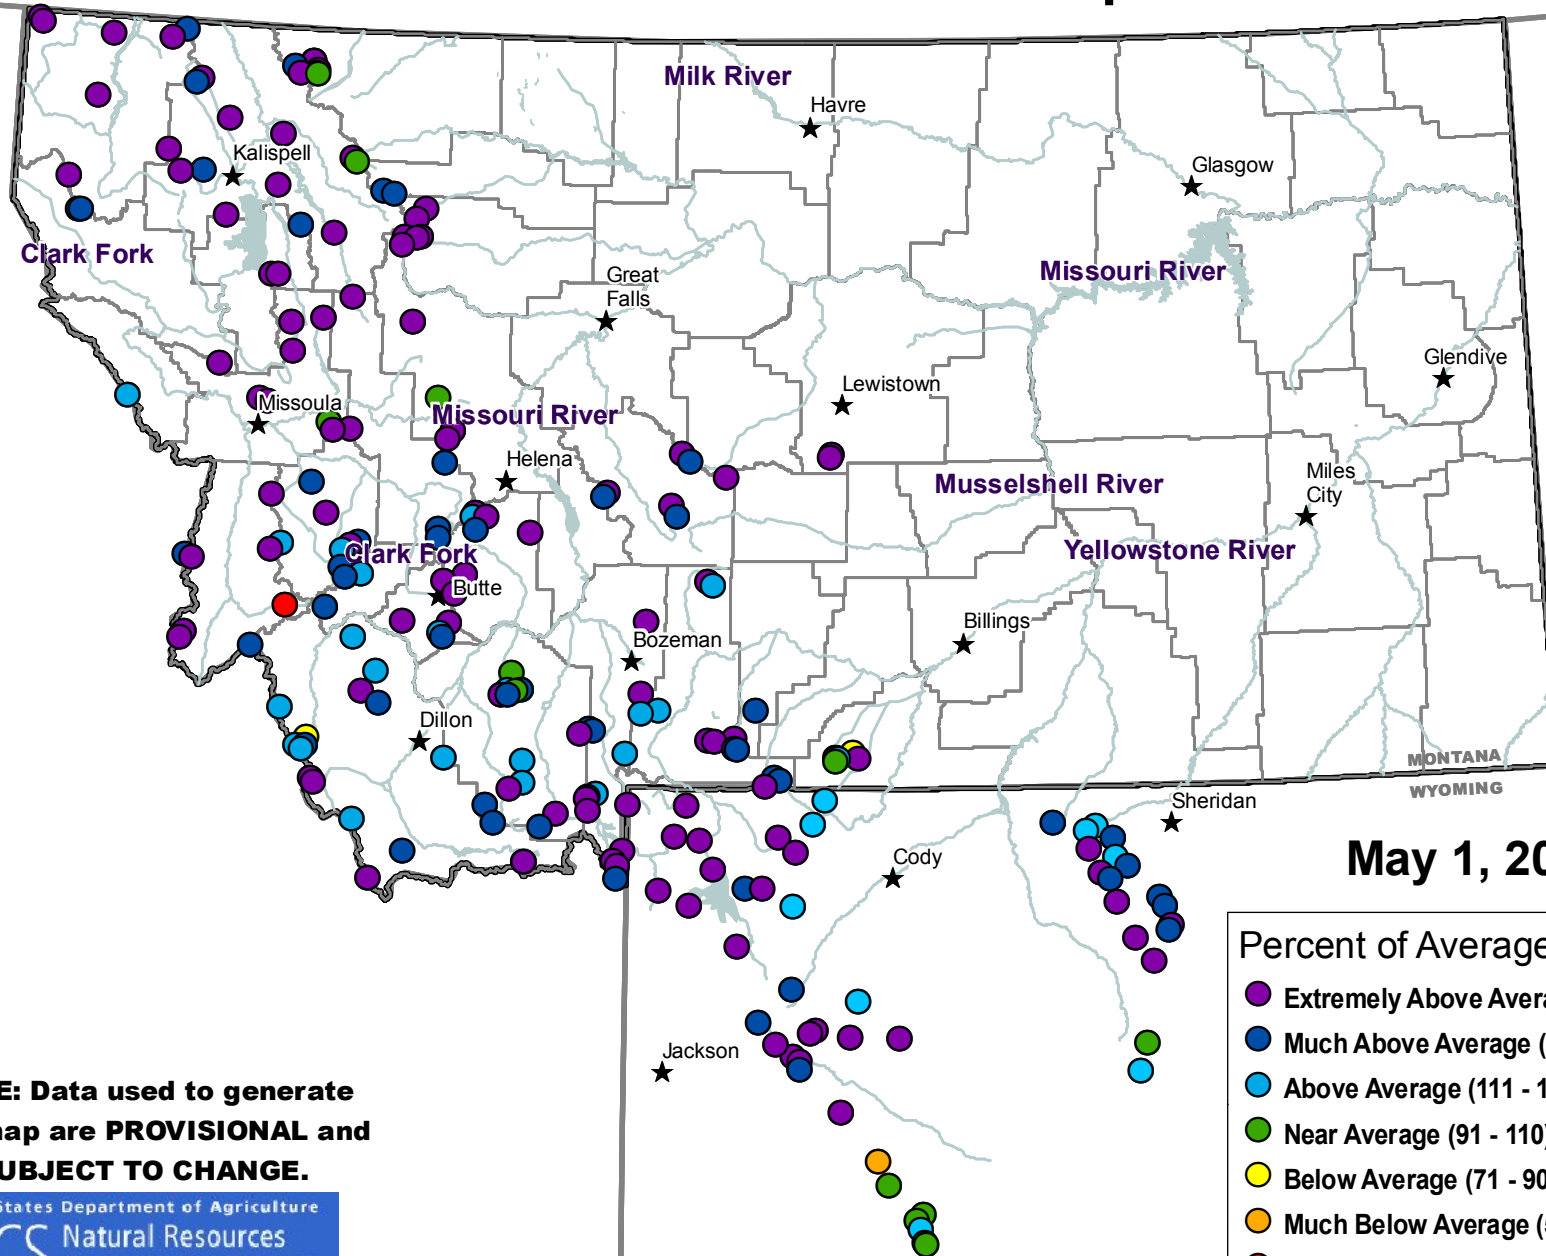 Milk River
Havre
Kalispell
Glasgow
Clark Fork
Missouri River
Great
Falls
Glendive
Lewistown
Missoula
Missouri River
Helena
Miles
City
Musselshell River
Clark Fork
Yellowstone River
Butte
Billings
Bozeman
Dillon
MONTANA
WYOMING
Sheridan
Cody
May 1, 20
Percent of Average
Extremely Above Avera
Much Above Average (
Above Average (111 - 1
Near Average (91 - 110)
Below Average (71 - 90
Much Below Average (5
Jackson
E: Data used to generate
map are PROVISIONAL and
SUBJECT TO CHANGE.
States Department of Agriculture
CS Natural Resources